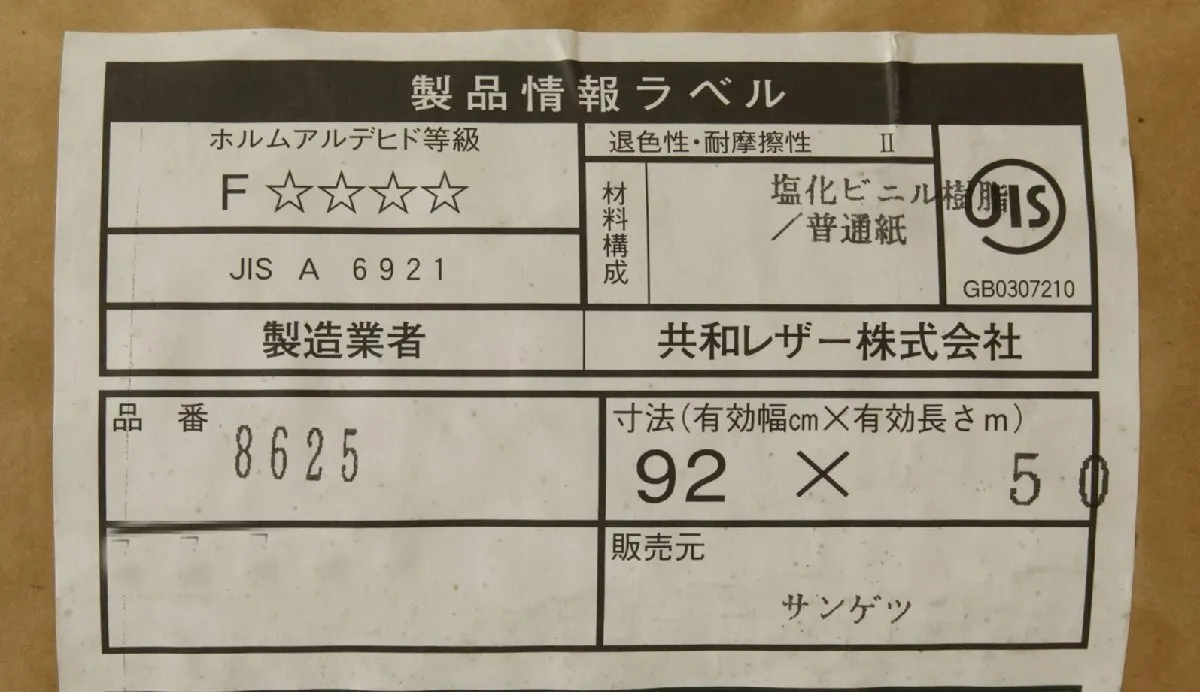 製品情報ラベル
ホルムアルデヒド等級
F☆☆☆☆
JIS A 6921
退色性・耐摩擦性 Ⅱ
材料構成
塩化ビニル樹脂
／普通紙
JIS
GB0307210
製造業者
共和レザー株式会社
品番
8625
寸法(有効幅cm×有効長さm)
92 × 50
販売元
サンゲツ